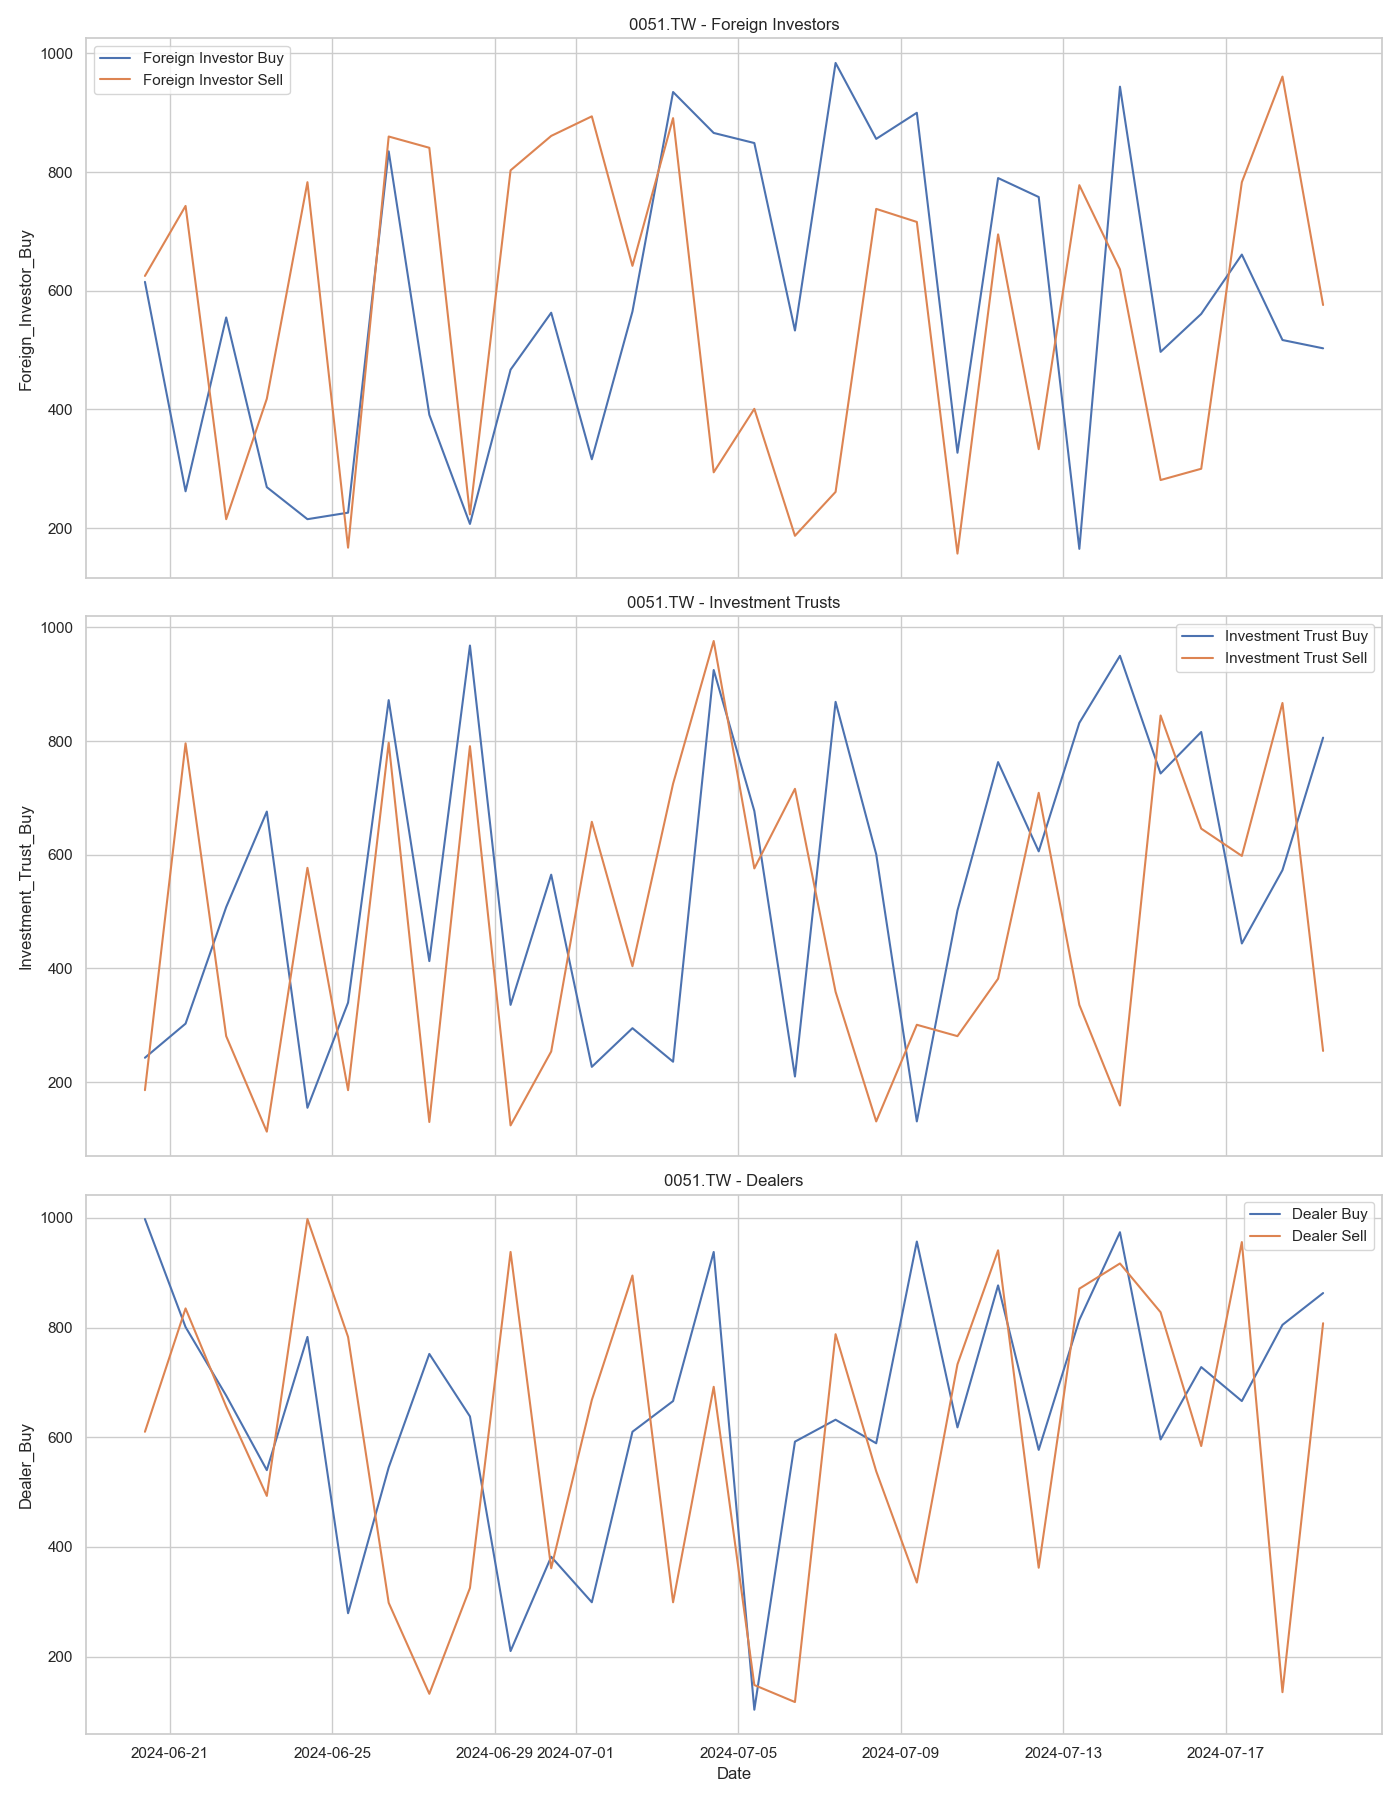 0051.TW - Foreign Investors
Foreign Investor Buy
Foreign Investor Sell
Foreign_Investor_Buy
1000
800
600
400
200
0051.TW - Investment Trusts
Investment Trust Buy
Investment Trust Sell
Investment_Trust_Buy
1000
800
600
400
200
0051.TW - Dealers
Dealer Buy
Dealer Sell
Dealer_Buy
1000
800
600
400
200
2024-06-21 2024-06-25 2024-06-29 2024-07-01 2024-07-05 2024-07-09 2024-07-13 2024-07-17
Date